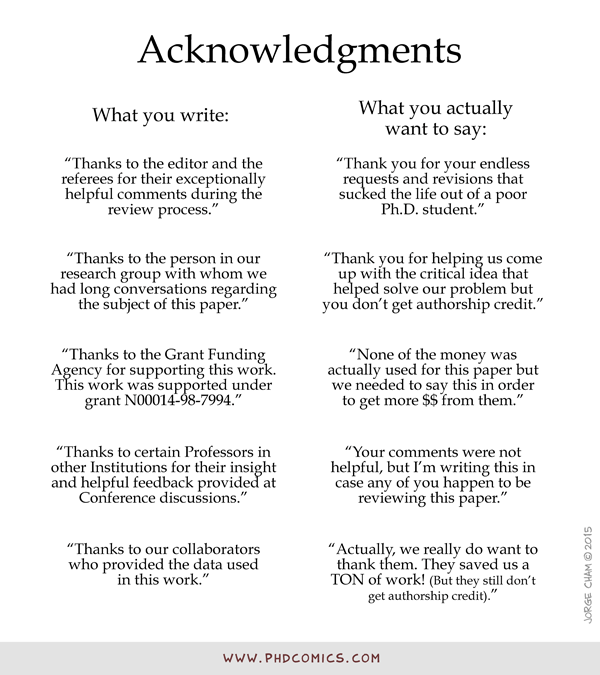 Acknowledgments
What you write:
What you actually
want to say:
“Thanks to the editor and the
referees for their exceptionally
helpful comments during the
review process.”
“Thank you for your endless
requests and revisions that
sucked the life out of a poor
Ph.D. student.”
“Thanks to the person in our
research group with whom we
had long conversations regarding
the subject of this paper.”
“Thank you for helping us come
up with the critical idea that
helped solve our problem but
you don’t get authorship credit.”
“Thanks to the Grant Funding
Agency for supporting this work.
This work was supported under
grant N00014-98-7994.”
“None of the money was
actually used for this paper but
we needed to say this in order
to get more $$ from them.”
“Thanks to certain Professors in
other Institutions for their insight
and helpful feedback provided at
Conference discussions.”
“Your comments were not
helpful, but I’m writing this in
case any of you happen to be
reviewing this paper.”
“Thanks to our collaborators
who provided the data used
in this work.”
“Actually, we really do want to
thank them. They saved us a
TON of work! (But they still don’t
get authorship credit).”
JORGE CHAM © 2015
WWW.PHDCOMICS.COM